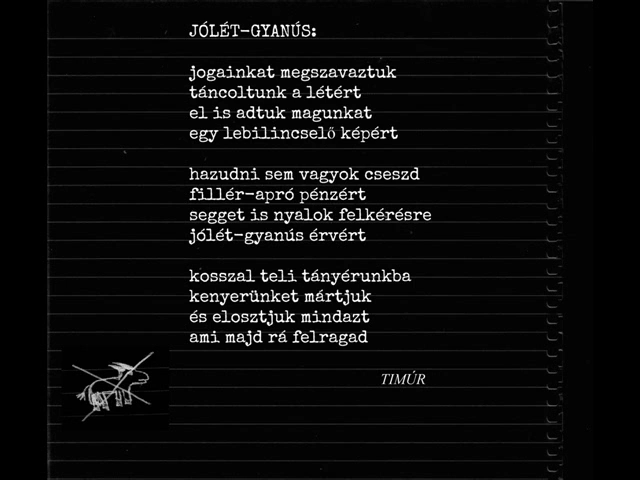 JÓLÉT-GYANÚS:
jogainkat megszavaztuk
táncoltunk a létért
el is adtuk magunkat
egy lebilincselő képért
hazudni sem vagyok cseszd
fillér-apró pénzért
segget is nyalok felkérésre
jólét-gyanús érvért
kosszal teli tányérunkba
kenyerünket mártjuk
és elosztjuk mindazt
ami majd rá felragad
TIMÚR